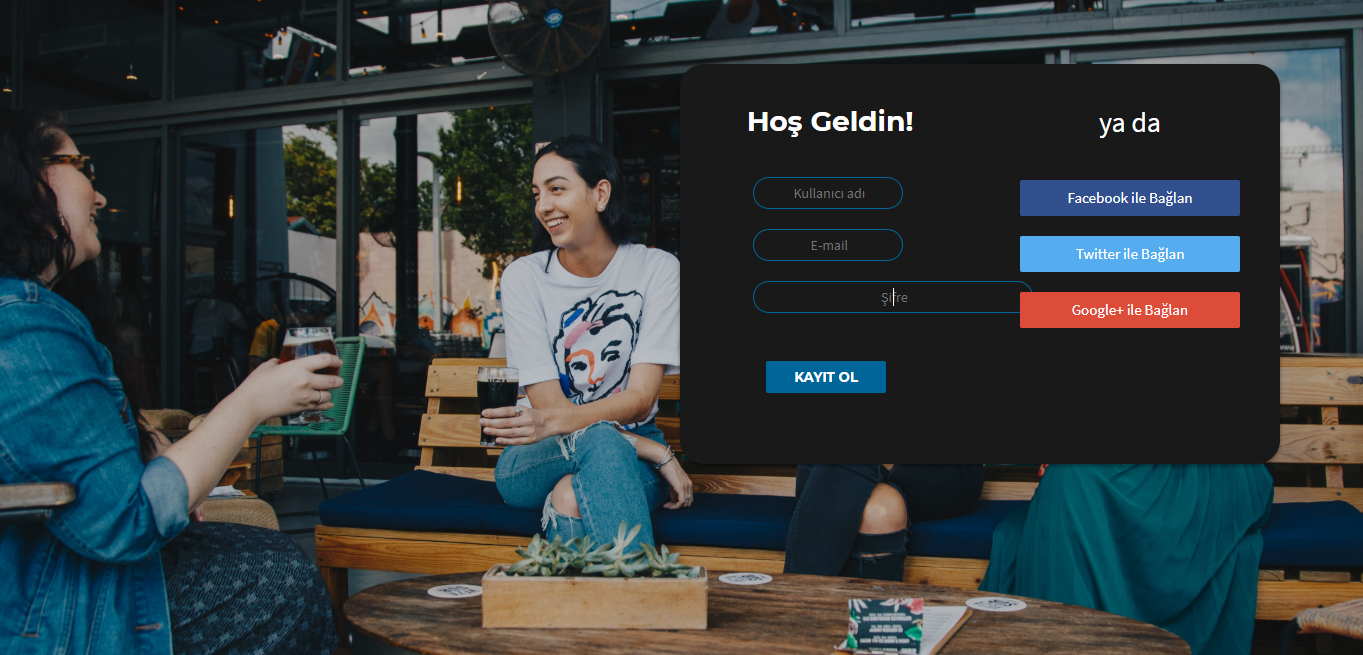 Hoş Geldin!
Kullanıcı adı
E-mail
Şifre
KAYIT OL
ya da
Facebook ile Bağlan
Twitter ile Bağlan
Google+ ile Bağlan